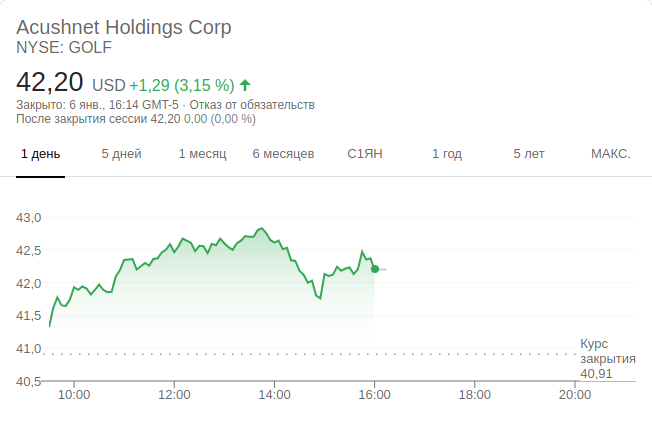 Acushnet Holdings Corp
NYSE: GOLF
42,20 USD +1,29 (3,15 %)
Закрыто: 6 янв., 16:14 GMT-5 · Отказ от обязательств
После закрытия сессии 42,20 0,00 (0,00 %)
1 день 5 дней 1 месяц 6 месяцев С1ЯН 1 год 5 лет МАКС.
43,0
42,5
42,0
41,5
41,0
40,5
Курс
закрытия
40,91
10:00 12:00 14:00 16:00 18:00 20:00